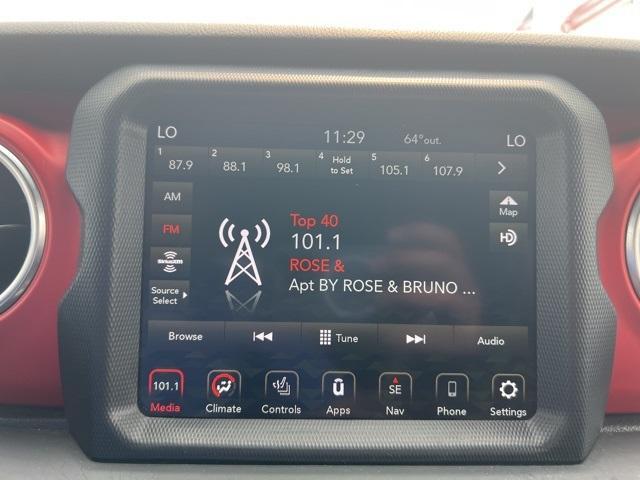 LO 11:29 64° out. LO
1 87.9 2 88.1 3 98.1 4 Hold to Set 5 105.1 6 107.9
AM
FM
SiriusXM
Source
Select
Top 40
101.1
ROSE &
Apt BY ROSE & BRUNO ...
Map
HD
Browse Tune Audio
101.1 SE
Media Climate Controls Apps Nav Phone Settings